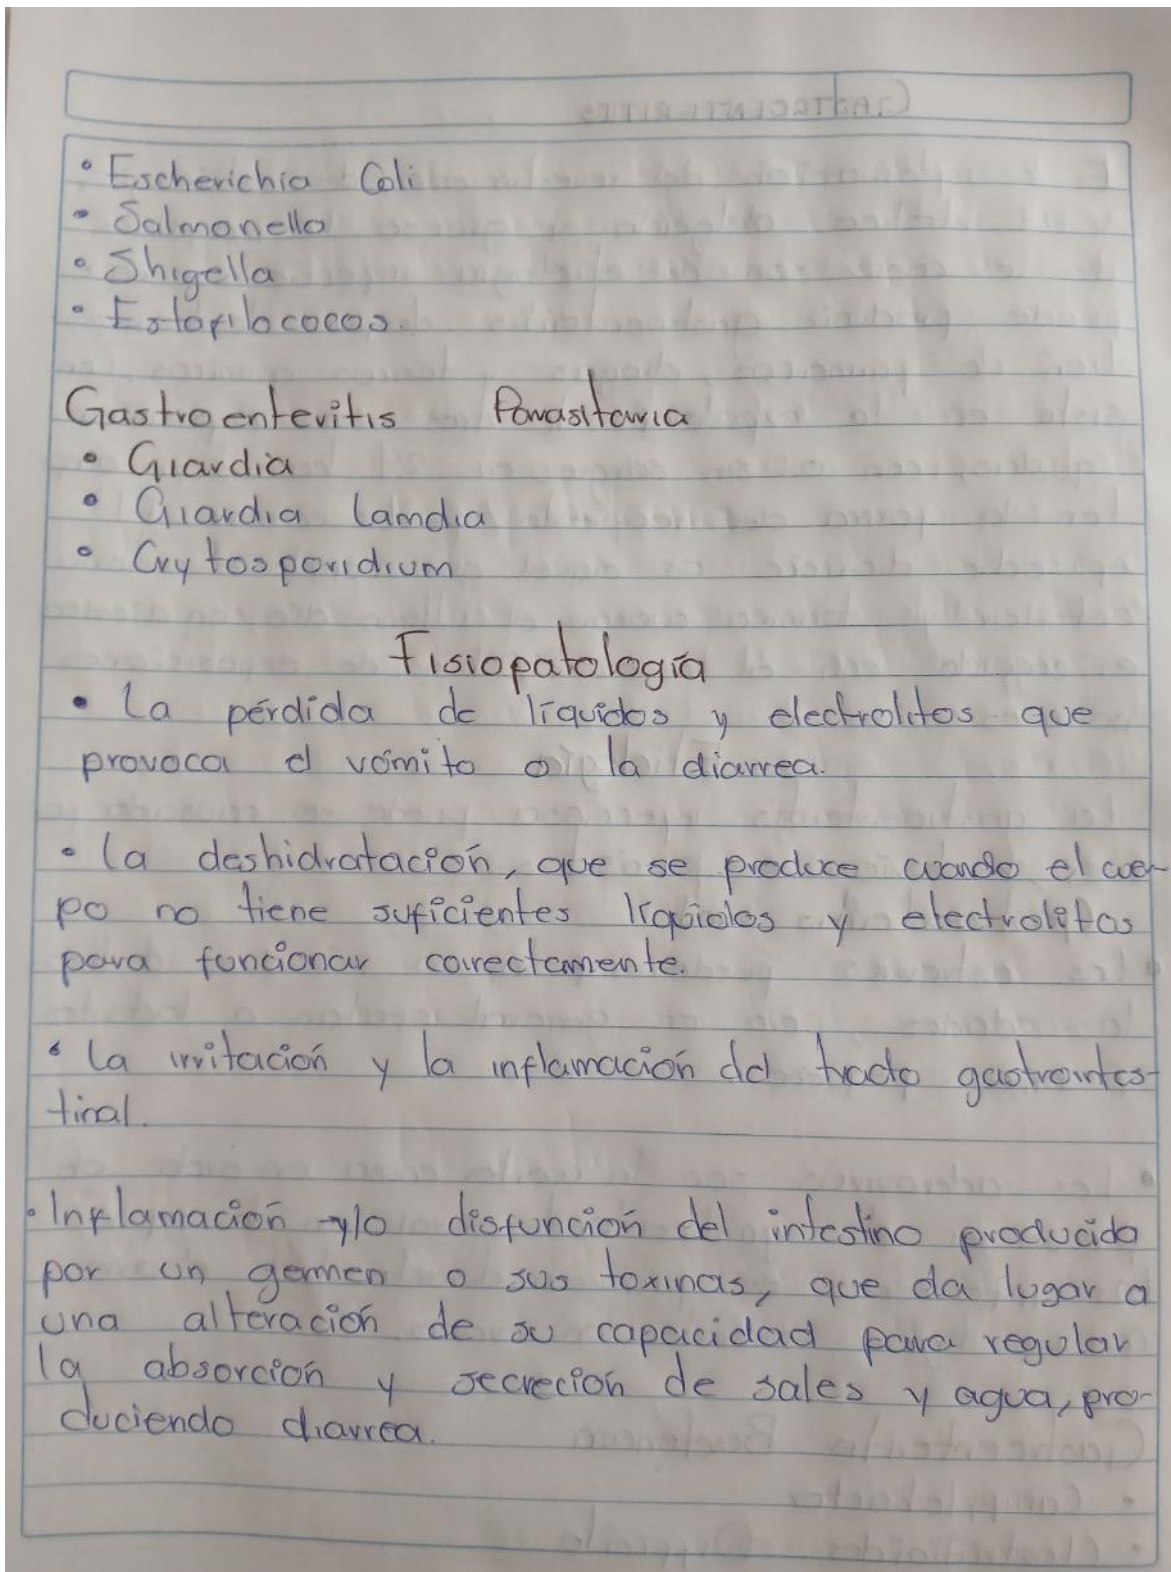 • Escherichia Coli
• Salmonella
• Shigella
• Estafilococos.
Gastroenteritis Parasitaria
• Giardia
• Giardia Lamdia
• Crytosporidium
Fisiopatología
• La pérdida de líquidos y electrolitos que
provoca el vómito o la diarrea.
• La deshidratación, que se produce cuando el cuer-
po no tiene suficientes líquidos y electrolitos
para funcionar correctamente.
• La irritación y la inflamación del tracto gastrointes-
tinal.
• Inflamación y/o disfunción del intestino producido
por un germen o sus toxinas, que da lugar a
una alteración de su capacidad para regular
la absorción y secreción de sales y agua, pro-
duciendo diarrea.